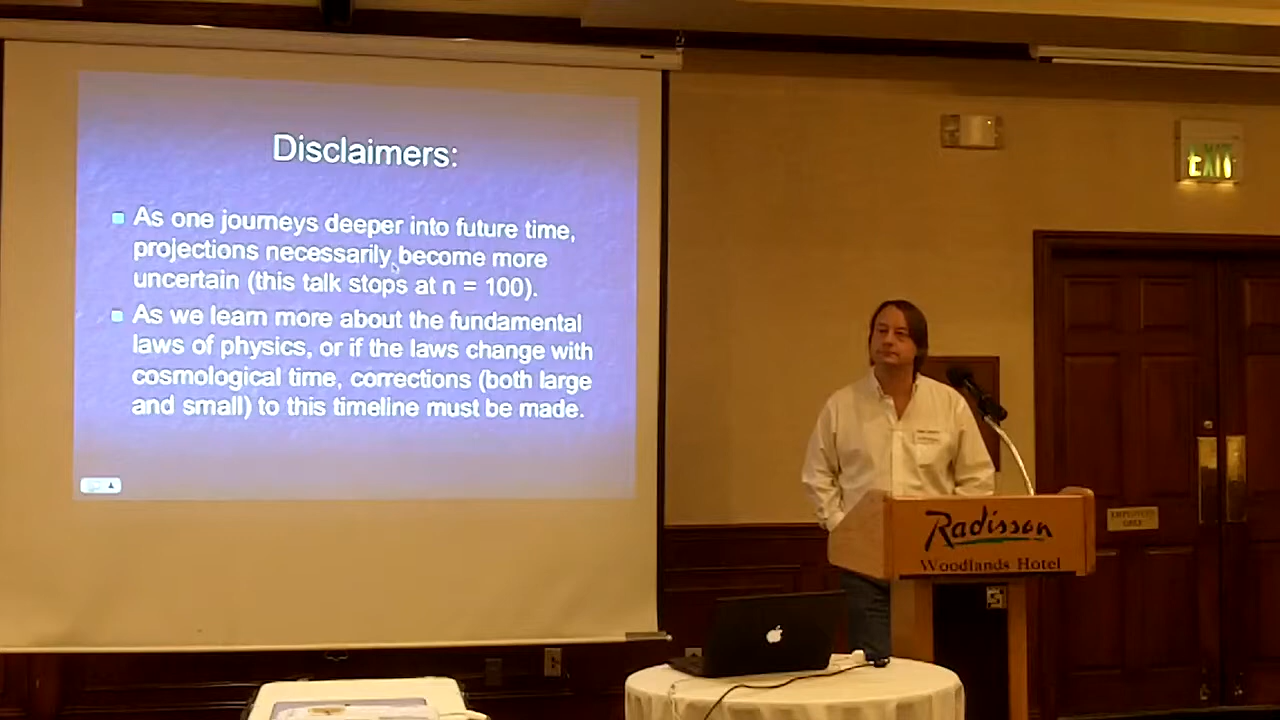 Disclaimers:
As one journeys deeper into future time,
projections necessarily become more
uncertain (this talk stops at n = 100).
As we learn more about the fundamental
laws of physics, or if the laws change with
cosmological time, corrections (both large
and small) to this timeline must be made.
EXIT
EMPLOYEES
ONLY
Radisson
Woodlands Hotel